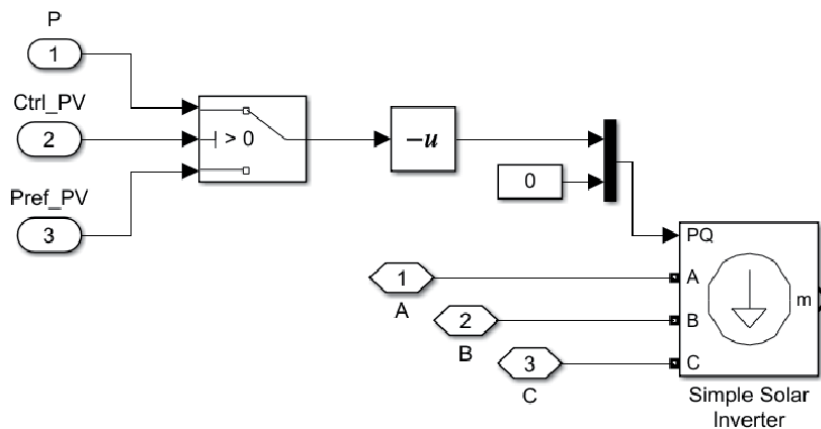 P
1
Ctrl_PV
2
> 0
Pref_PV
3
-u
0
PQ
1
A
A
m
2
B
B
3
C
C
Simple Solar
Inverter